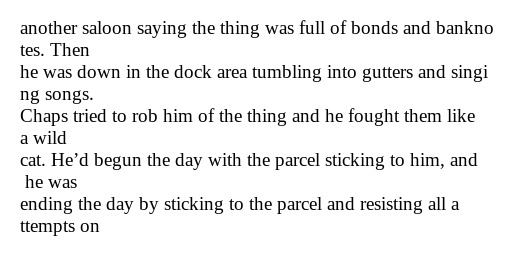 another saloon saying the thing was full of bonds and bankno
tes. Then
he was down in the dock area tumbling into gutters and singi
ng songs.
Chaps tried to rob him of the thing and he fought them like
a wild
cat. He’d begun the day with the parcel sticking to him, and
 he was
ending the day by sticking to the parcel and resisting all a
ttempts on